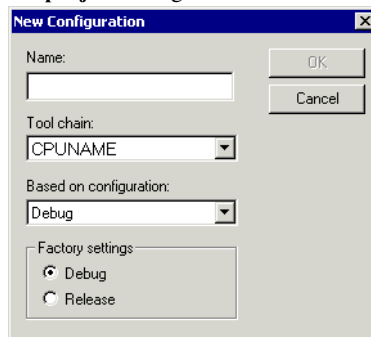 New Configuration
Name:
OK
Cancel
Tool chain:
CPUNAME
Based on configuration:
Debug
Factory settings
Debug
Release